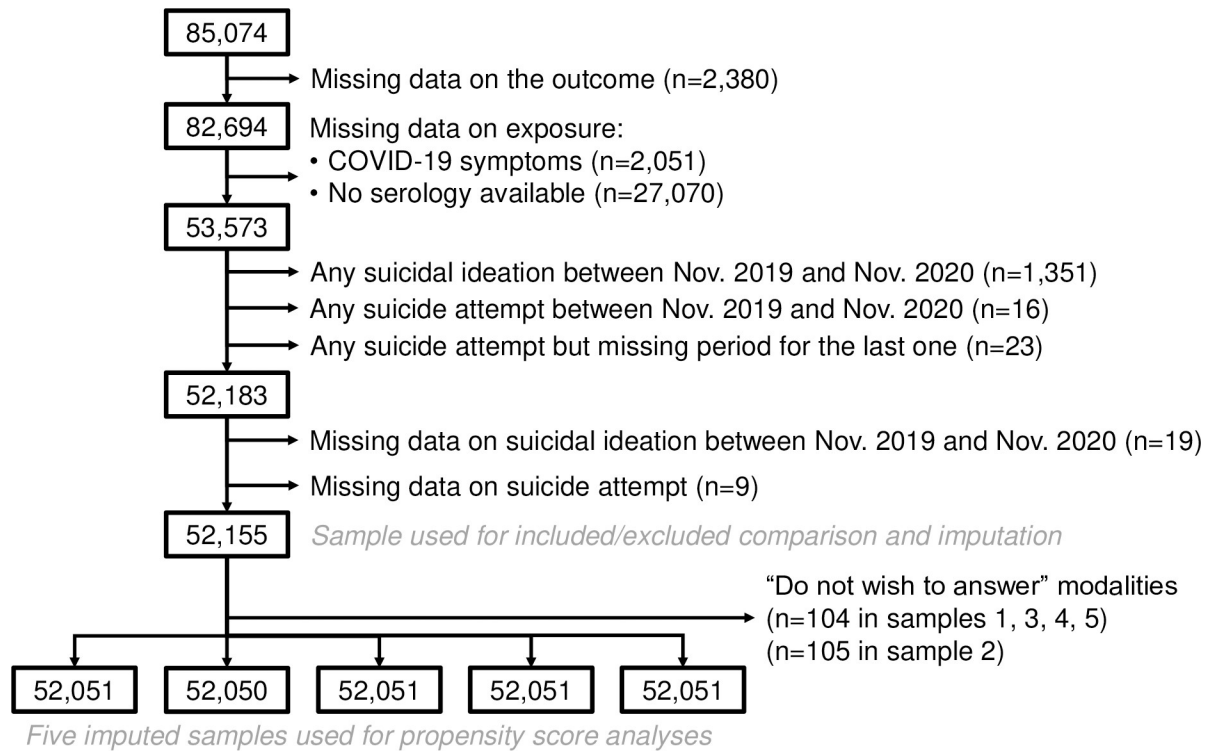 85,074
Missing data on the outcome (n=2,380)
82,694
Missing data on exposure:
• COVID-19 symptoms (n=2,051)
• No serology available (n=27,070)
53,573
Any suicidal ideation between Nov. 2019 and Nov. 2020 (n=1,351)
Any suicide attempt between Nov. 2019 and Nov. 2020 (n=16)
Any suicide attempt but missing period for the last one (n=23)
52,183
Missing data on suicidal ideation between Nov. 2019 and Nov. 2020 (n=19)
Missing data on suicide attempt (n=9)
52,155
Sample used for included/excluded comparison and imputation
“Do not wish to answer” modalities
(n=104 in samples 1, 3, 4, 5)
(n=105 in sample 2)
52,051 52,050 52,051 52,051 52,051
Five imputed samples used for propensity score analyses